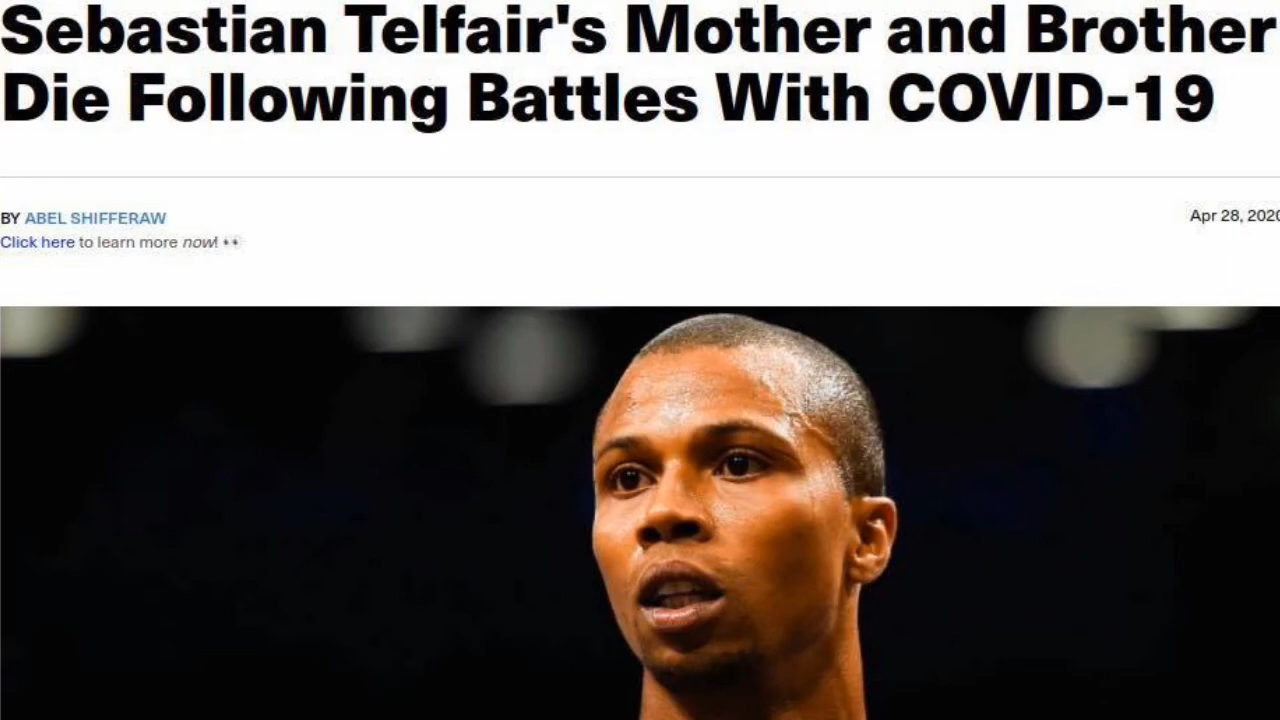 Sebastian Telfair's Mother and Brother
Die Following Battles With COVID-19
BY ABEL SHIFFERAW
Apr 28, 2020
Click here to learn more now! 👀